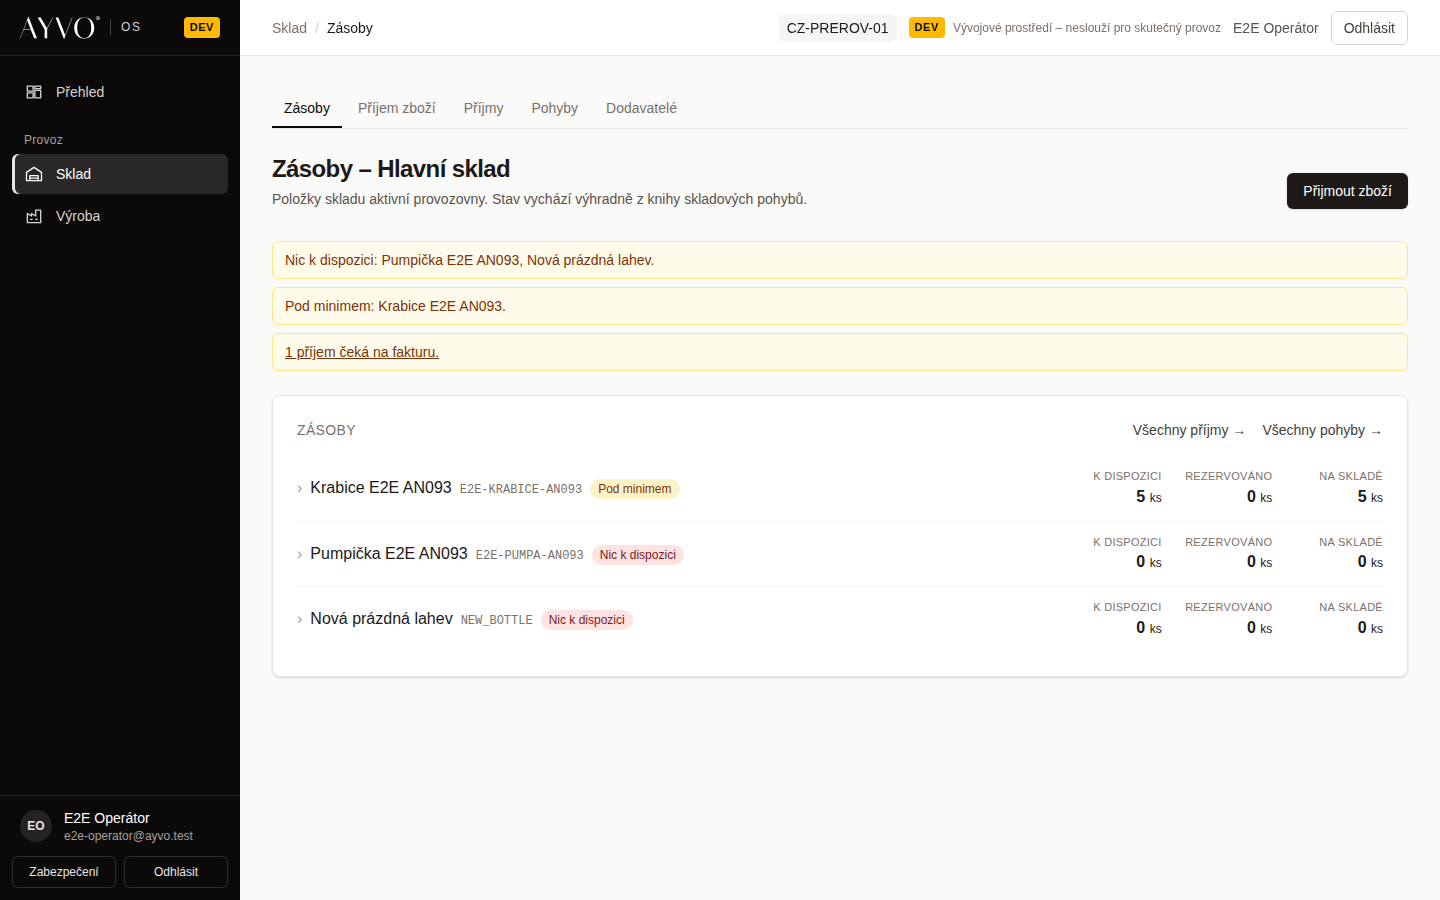 AYVO® OS DEV
Přehled
Provoz
Sklad
Výroba
EO
E2E Operátor
e2e-operator@ayvo.test
Zabezpečení Odhlásit
Sklad / Zásoby
CZ-PREROV-01 DEV Vývojové prostředí – neslouží pro skutečný provoz E2E Operátor Odhlásit
Zásoby Příjem zboží Příjmy Pohyby Dodavatelé
Zásoby – Hlavní sklad
Položky skladu aktivní provozovny. Stav vychází výhradně z knihy skladových pohybů.
Přijmout zboží
Nic k dispozici: Pumpička E2E AN093, Nová prázdná lahev.
Pod minimem: Krabice E2E AN093.
1 příjem čeká na fakturu.
ZÁSOBY Všechny příjmy → Všechny pohyby →
› Krabice E2E AN093 E2E-KRABICE-AN093 Pod minimem
K DISPOZICI REZERVOVÁNO NA SKLADĚ
5 ks 0 ks 5 ks
› Pumpička E2E AN093 E2E-PUMPA-AN093 Nic k dispozici
K DISPOZICI REZERVOVÁNO NA SKLADĚ
0 ks 0 ks 0 ks
› Nová prázdná lahev NEW_BOTTLE Nic k dispozici
K DISPOZICI REZERVOVÁNO NA SKLADĚ
0 ks 0 ks 0 ks